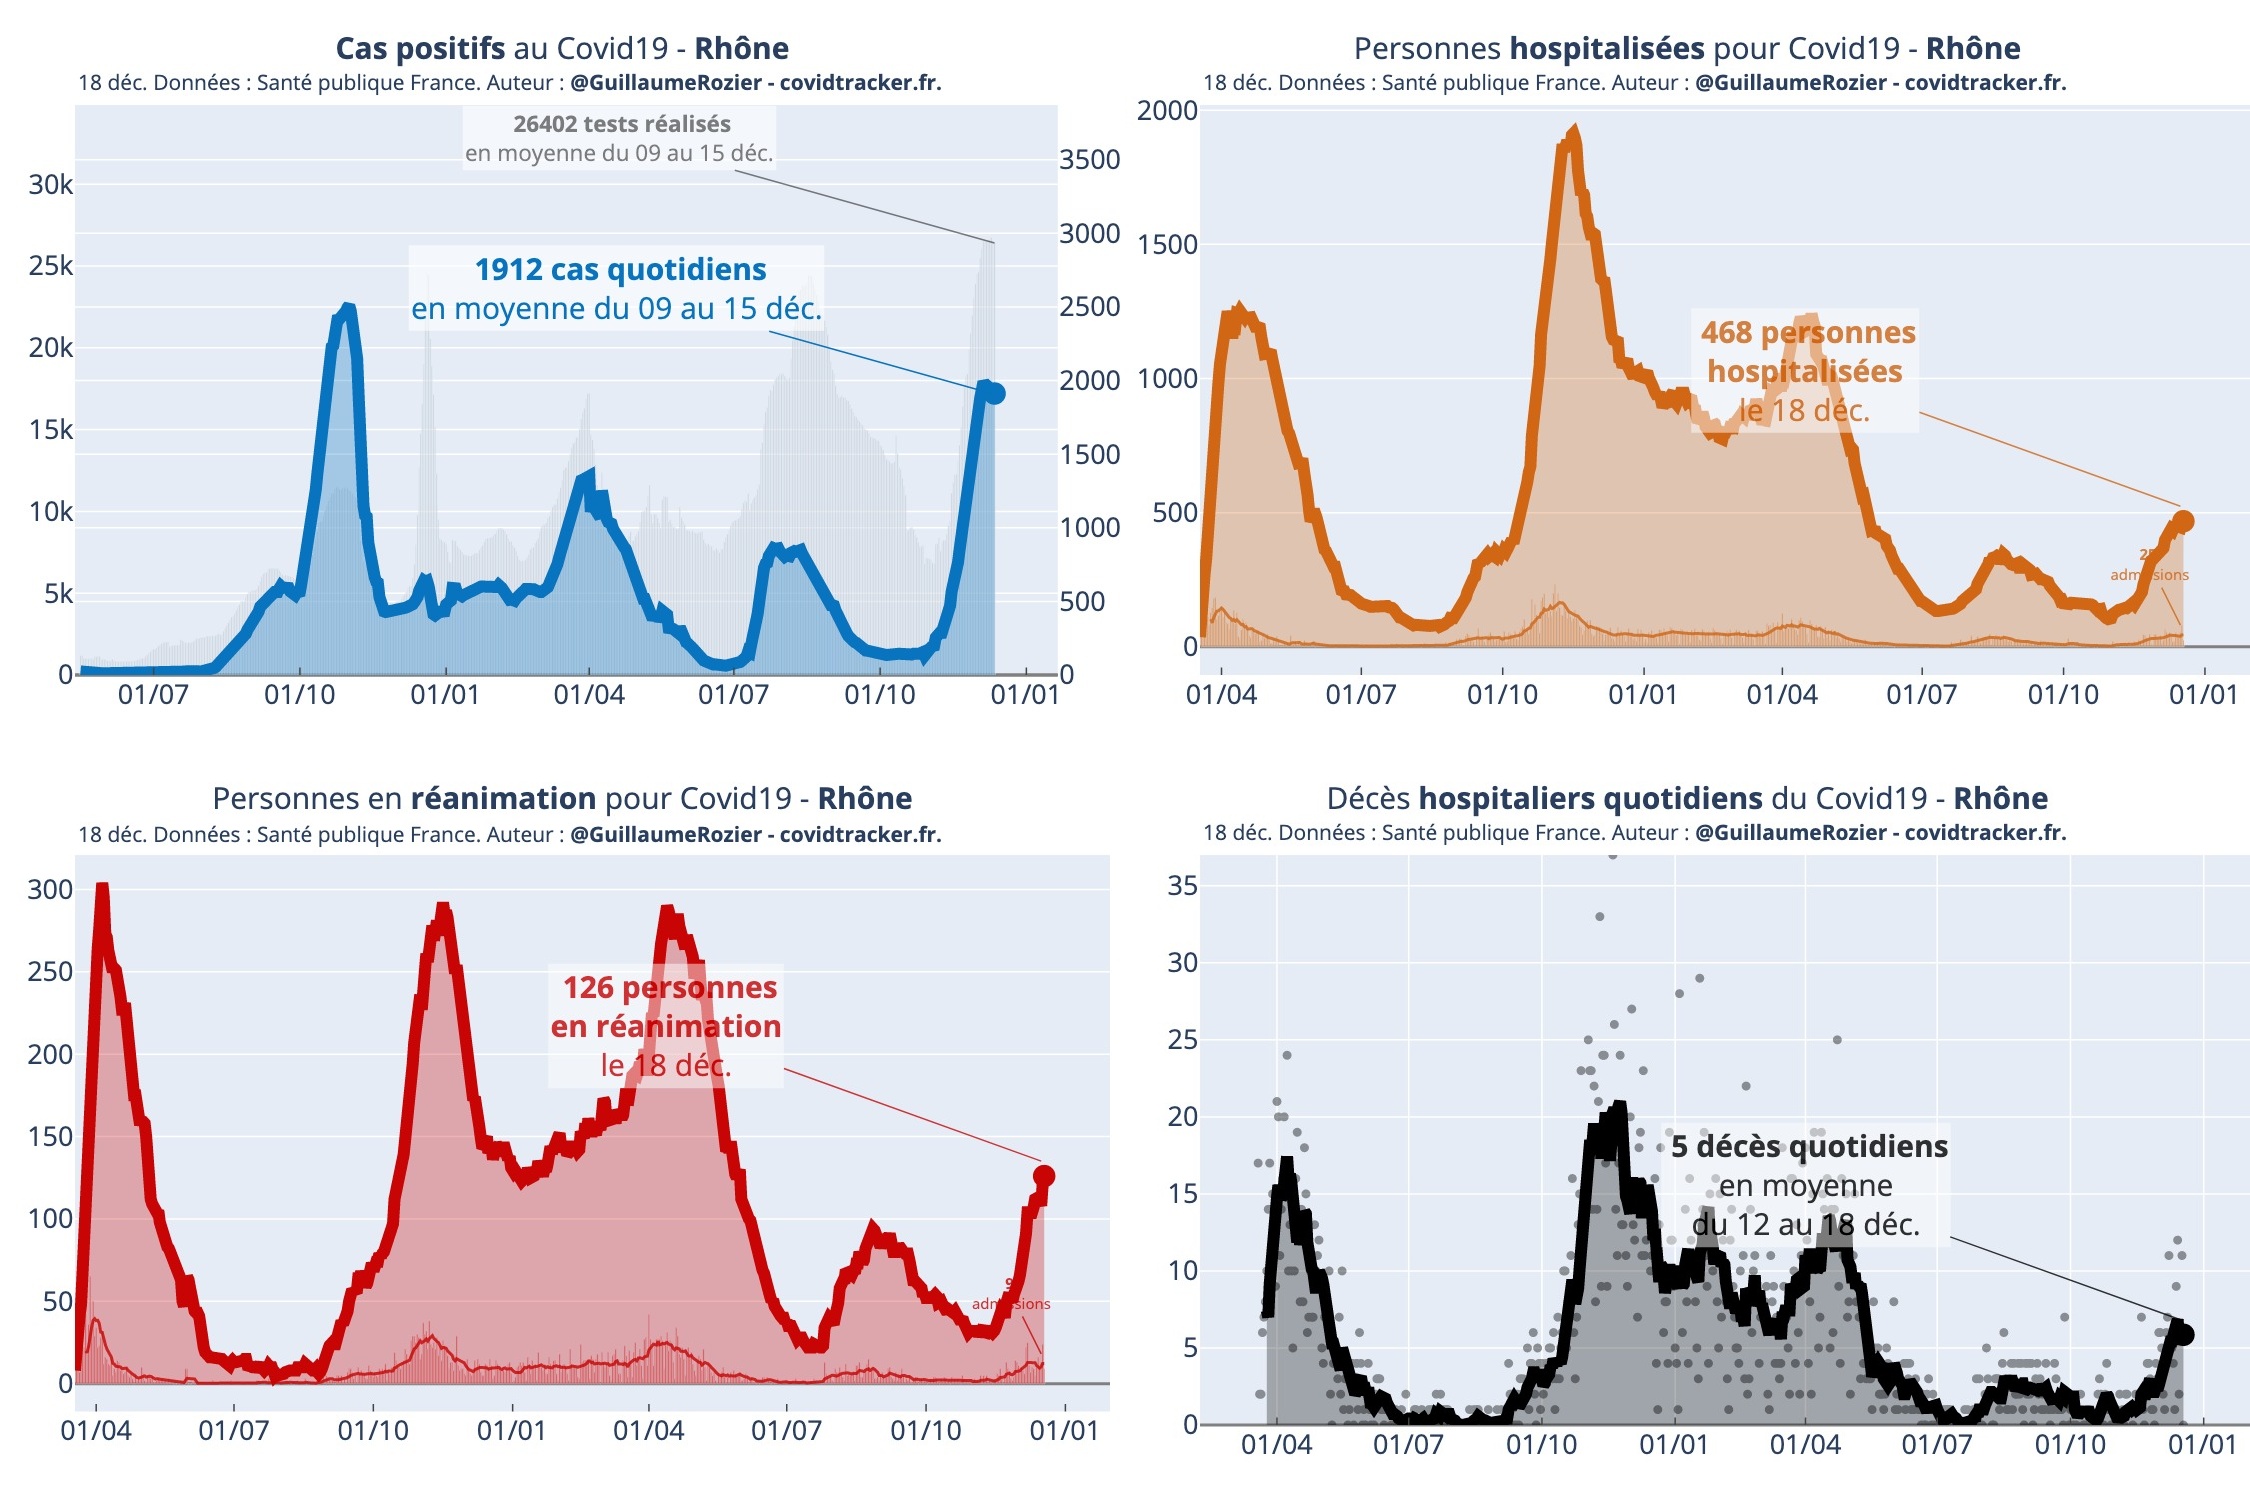 Cas positifs au Covid19 - Rhône
18 déc. Données : Santé publique France. Auteur : @GuillaumeRozier - covidtracker.fr.
26402 tests réalisés
en moyenne du 09 au 15 déc.
1912 cas quotidiens
en moyenne du 09 au 15 déc.
30k
25k
20k
15k
10k
5k
0
3500
3000
2500
2000
1500
1000
500
0
01/07 01/10 01/01 01/04 01/07 01/10 01/01
Personnes hospitalisées pour Covid19 - Rhône
18 déc. Données : Santé publique France. Auteur : @GuillaumeRozier - covidtracker.fr.
2000
1500
1000
500
0
468 personnes
hospitalisées
le 18 déc.
admissions
01/04 01/07 01/10 01/01 01/04 01/07 01/10 01/01
Personnes en réanimation pour Covid19 - Rhône
18 déc. Données : Santé publique France. Auteur : @GuillaumeRozier - covidtracker.fr.
300
250
200
150
100
50
0
126 personnes
en réanimation
le 18 déc.
admissions
01/04 01/07 01/10 01/01 01/04 01/07 01/10 01/01
Décès hospitaliers quotidiens du Covid19 - Rhône
18 déc. Données : Santé publique France. Auteur : @GuillaumeRozier - covidtracker.fr.
35
30
25
20
15
10
5
0
5 décès quotidiens
en moyenne
du 12 au 18 déc.
01/04 01/07 01/10 01/01 01/04 01/07 01/10 01/01